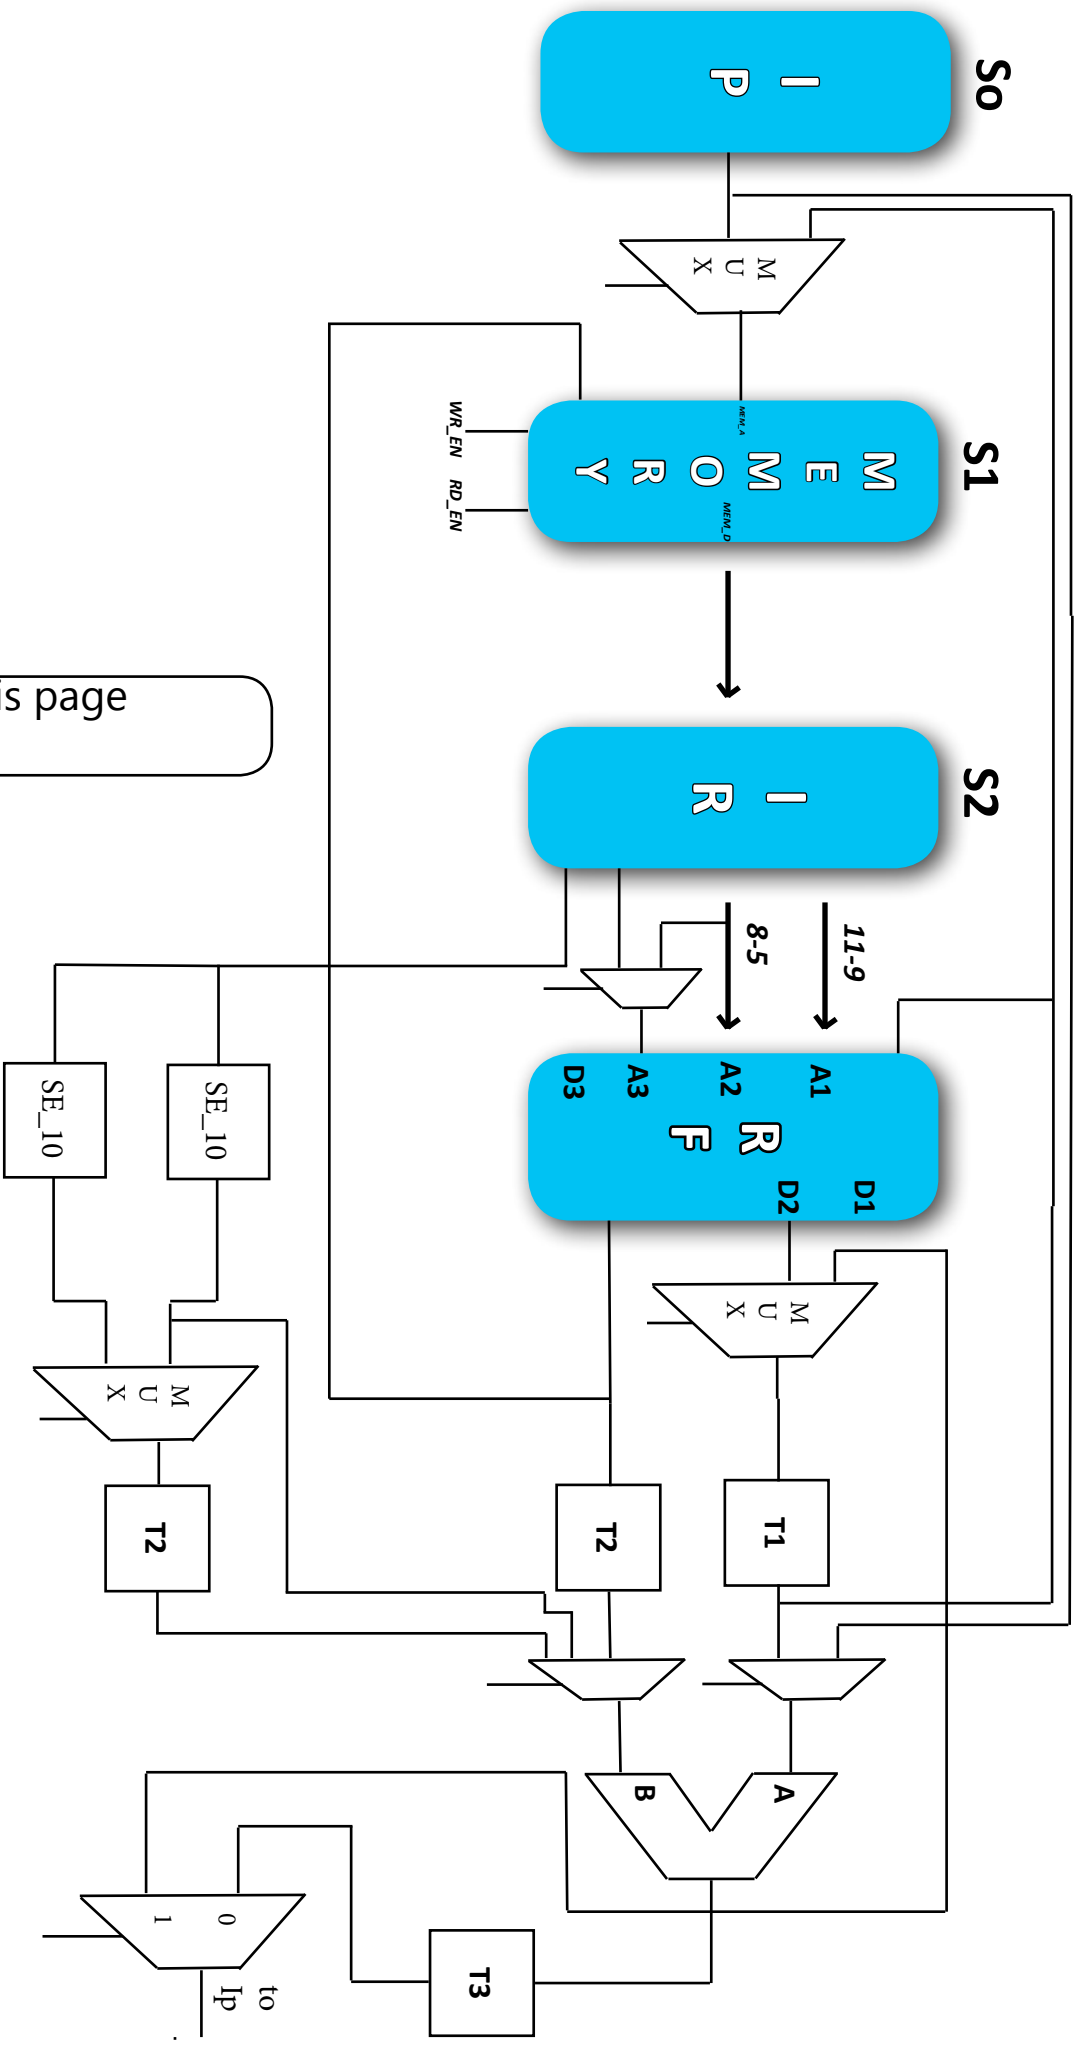 So
IP
MUX
S1
MEMORY
MEM_A
MEM_D
WR_EN
RD_EN
is page
S2
IR
11-9
8-5
A1
A2
A3
D3
RF
D1
D2
SE_10
SE_10
MUX
MUX
T1
T2
T2
A
B
T3
0
1
to
Ip